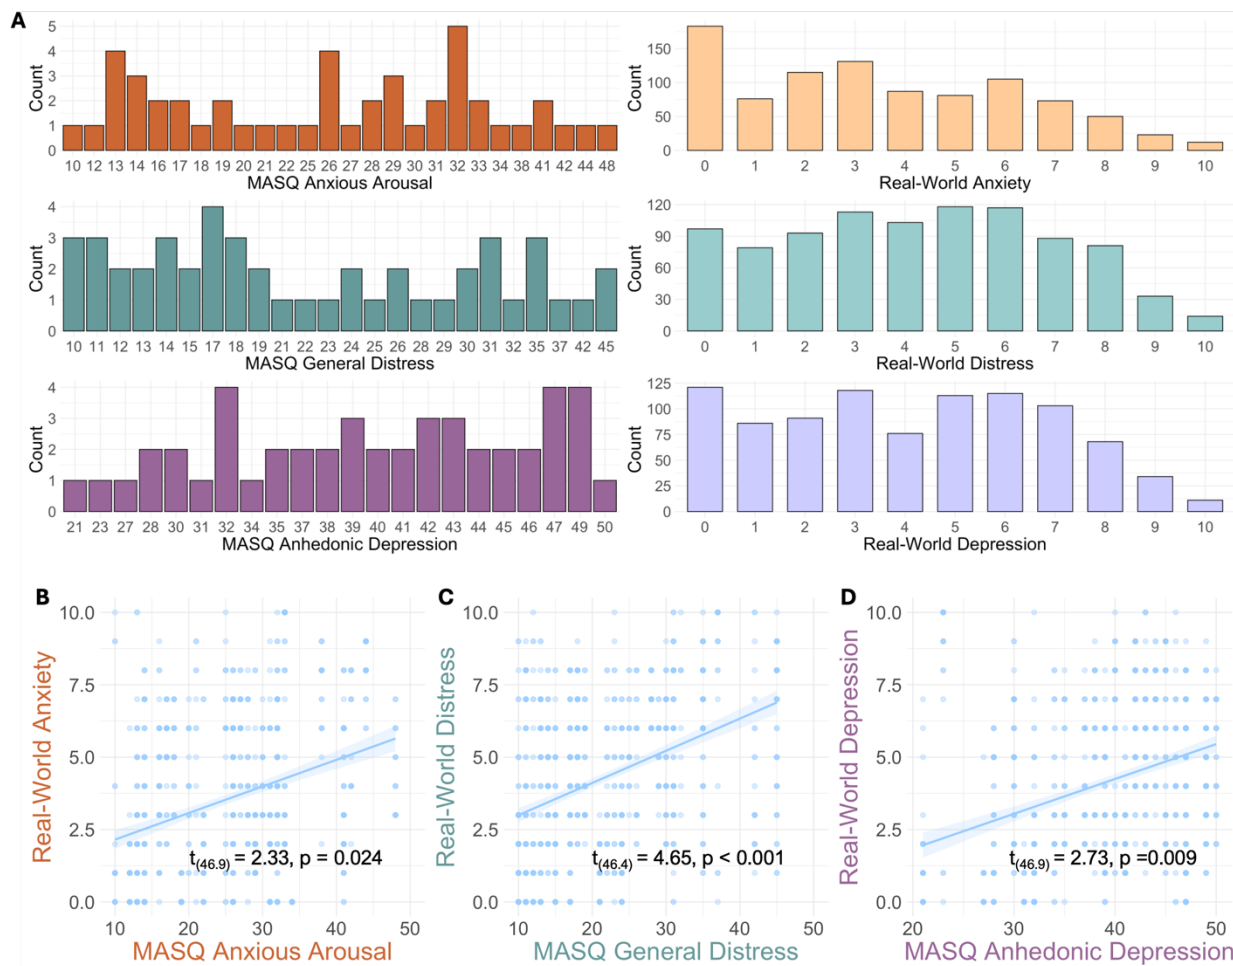 A
5
4
3
2
1
0
Count
10 12 13 14 16 17 18 19 20 21 22 25 26 27 28 29 30 31 32 33 34 38 41 42 44 48
MASQ Anxious Arousal
150
100
50
0
Count
0 1 2 3 4 5 6 7 8 9 10
Real-World Anxiety
4
3
2
1
0
Count
10 11 12 13 14 15 17 18 19 20 21 23 24 25 26 28 29 30 31 32 35 37 42 45
MASQ General Distress
120
90
60
30
0
Count
0 1 2 3 4 5 6 7 8 9 10
Real-World Distress
4
3
2
1
0
Count
21 23 27 28 30 31 32 34 35 37 38 39 40 41 42 43 44 45 46 47 49 50
MASQ Anhedonic Depression
125
100
75
50
25
0
Count
0 1 2 3 4 5 6 7 8 9 10
Real-World Depression
B
10.0
7.5
5.0
2.5
0.0
Real-World Anxiety
t(46.9) = 2.33, p = 0.024
10 20 30 40 50
MASQ Anxious Arousal
C
10.0
7.5
5.0
2.5
0.0
Real-World Distress
t(46.4) = 4.65, p < 0.001
10 20 30 40 50
MASQ General Distress
D
10.0
7.5
5.0
2.5
0.0
Real-World Depression
t(46.9) = 2.73, p =0.009
20 30 40 50
MASQ Anhedonic Depression